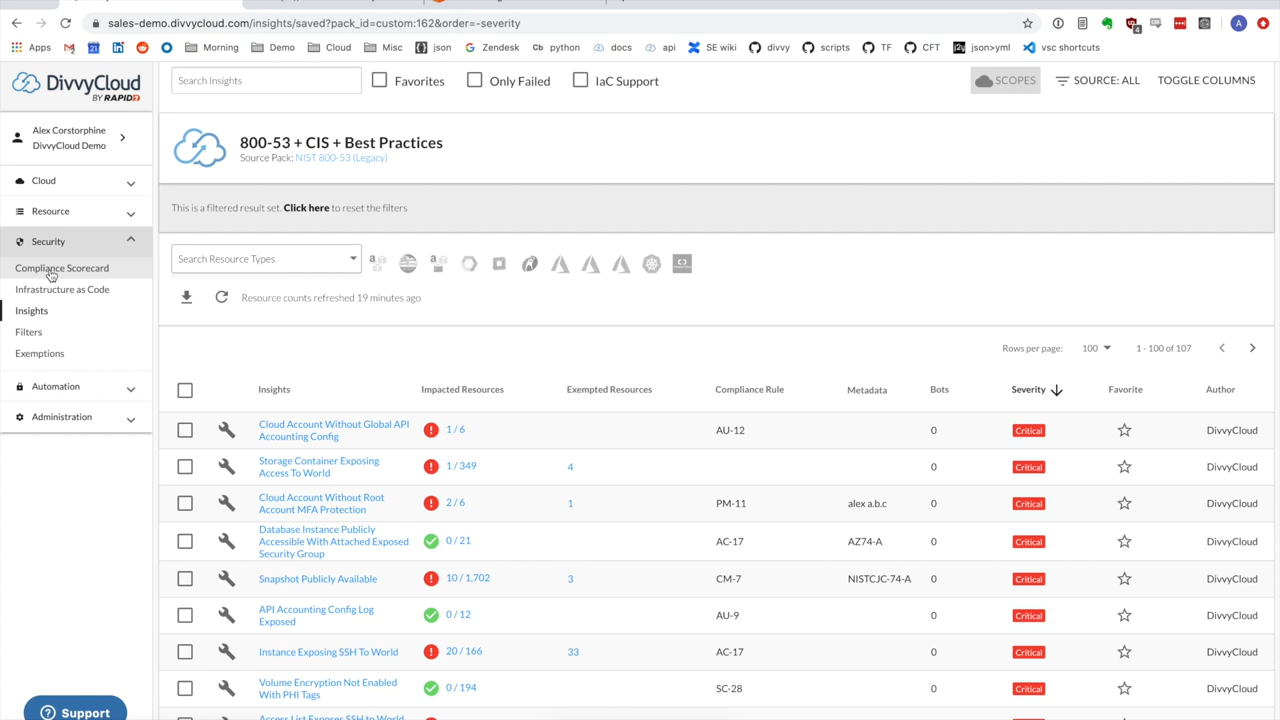 sales-demo.divvycloud.com/insights/saved?pack_id=custom:162&order=-severity
4
A
Apps
Morning
Demo
Cloud
Misc
json
Zendesk
Cb python
docs
api
SE wiki
divvy
scripts
TF
CFT
json>yml
vsc shortcuts
DivvyCloud
BY RAPID7
Alex Corstorphine
DivvyCloud Demo
Cloud
Resource
Security
Compliance Scorecard
Infrastructure as Code
Insights
Filters
Exemptions
Automation
Administration
Support
Search Insights
Favorites
Only Failed
IaC Support
SCOPES
SOURCE: ALL
TOGGLE COLUMNS
800-53 + CIS + Best Practices
Source Pack: NIST 800-53 (Legacy)
This is a filtered result set. Click here to reset the filters
Search Resource Types
Resource counts refreshed 19 minutes ago
Rows per page: 100 1 - 100 of 107
Insights Impacted Resources Exempted Resources Compliance Rule Metadata Bots Severity Favorite Author
Cloud Account Without Global API
Accounting Config
1 / 6 AU-12 0 Critical DivvyCloud
Storage Container Exposing
Access To World
1 / 349 4 0 Critical DivvyCloud
Cloud Account Without Root
Account MFA Protection
2 / 6 1 PM-11 alex a.b.c 0 Critical DivvyCloud
Database Instance Publicly
Accessible With Attached Exposed
Security Group
0 / 21 AC-17 AZ74-A 0 Critical DivvyCloud
Snapshot Publicly Available 10 / 1,702 3 CM-7 NISTCJC-74-A 0 Critical DivvyCloud
API Accounting Config Log
Exposed
0 / 12 AU-9 0 Critical DivvyCloud
Instance Exposing SSH To World 20 / 166 33 AC-17 0 Critical DivvyCloud
Volume Encryption Not Enabled
With PHI Tags
0 / 194 SC-28 0 Critical DivvyCloud
Access List Exposes SSH to World